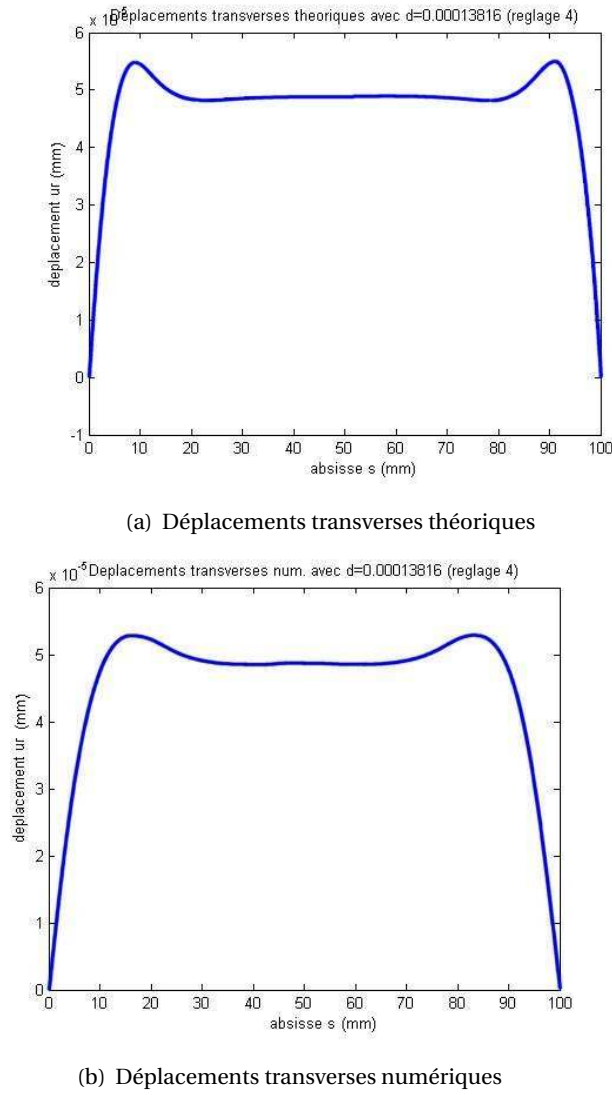 x 10-5
Déplacements transverses theoriques avec d=0.00013816 (reglage 4)
6
5
4
3
2
1
0
-1
deplacement ur (mm)
0 10 20 30 40 50 60 70 80 90 100
absisse s (mm)
(a) Déplacements transverses théoriques
x 10-5 Deplacements transverses num. avec d=0.00013816 (reglage 4)
6
5
4
3
2
1
0
deplacement ur (mm)
0 10 20 30 40 50 60 70 80 90 100
absisse s (mm)
(b) Déplacements transverses numériques